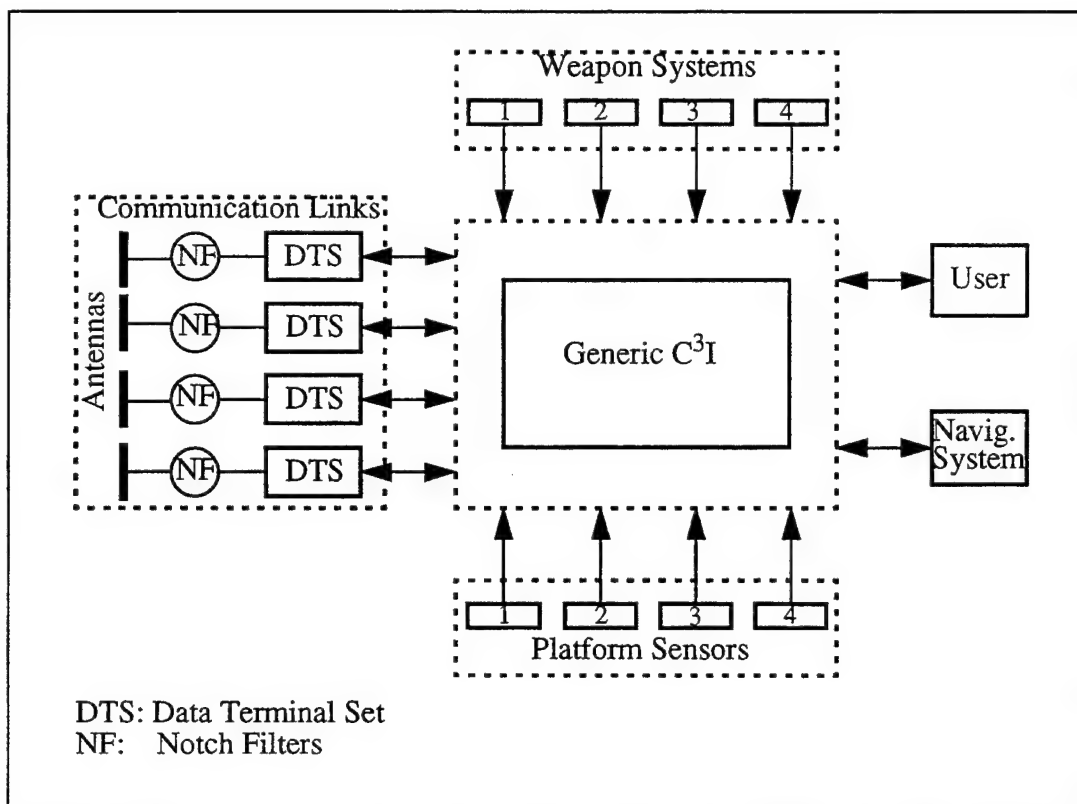 Weapon Systems
1 2 3 4
Communication Links
Antennas
NF DTS
NF DTS
NF DTS
NF DTS
Generic C³I
User
Navig.
System
1 2 3 4
Platform Sensors
DTS: Data Terminal Set
NF: Notch Filters